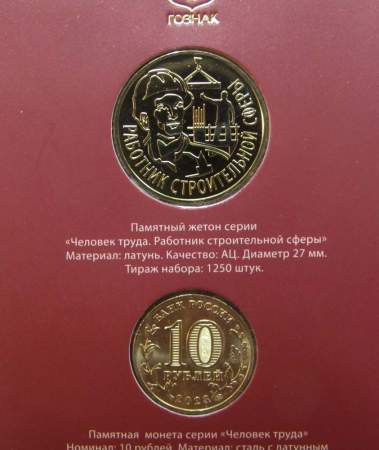 ГОЗНАК
РАБОТНИК СТРОИТЕЛЬНОЙ СФЕРЫ
Памятный жетон серии
«Человек труда. Работник строительной сферы»
Материал: латунь. Качество: АЦ. Диаметр 27 мм.
Тираж набора: 1250 штук.
БАНК РОССИИ
10
РУБЛЕЙ
Памятная монета серии «Человек труда»
Номинал: 10 рублей. Материал: сталь с латунным